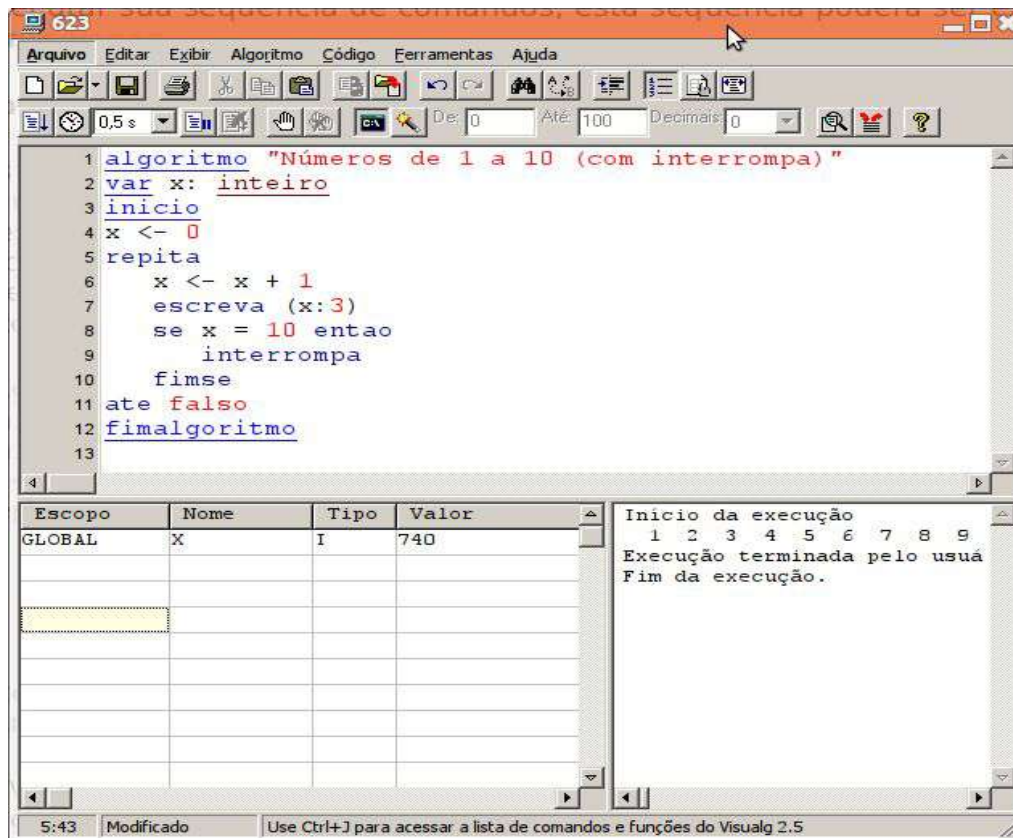 623
Arquivo Editar Exibir Algoritmo Código Ferramentas Ajuda
0,5 s De: 0 Até: 100 Decimais 0
1 algoritmo "Números de 1 a 10 (com interrompa)"
2 var x: inteiro
3 inicio
4 x <- 0
5 repita
6 x <- x + 1
7 escreva (x:3)
8 se x = 10 entao
9 interrompa
10 fimse
11 ate falso
12 fimalgoritmo
13
Escopo Nome Tipo Valor
GLOBAL X I 740
Início da execução
1 2 3 4 5 6 7 8 9
Execução terminada pelo usuá
Fim da execução.
5:43 Modificado Use Ctrl+J para acessar a lista de comandos e funções do Visualg 2.5